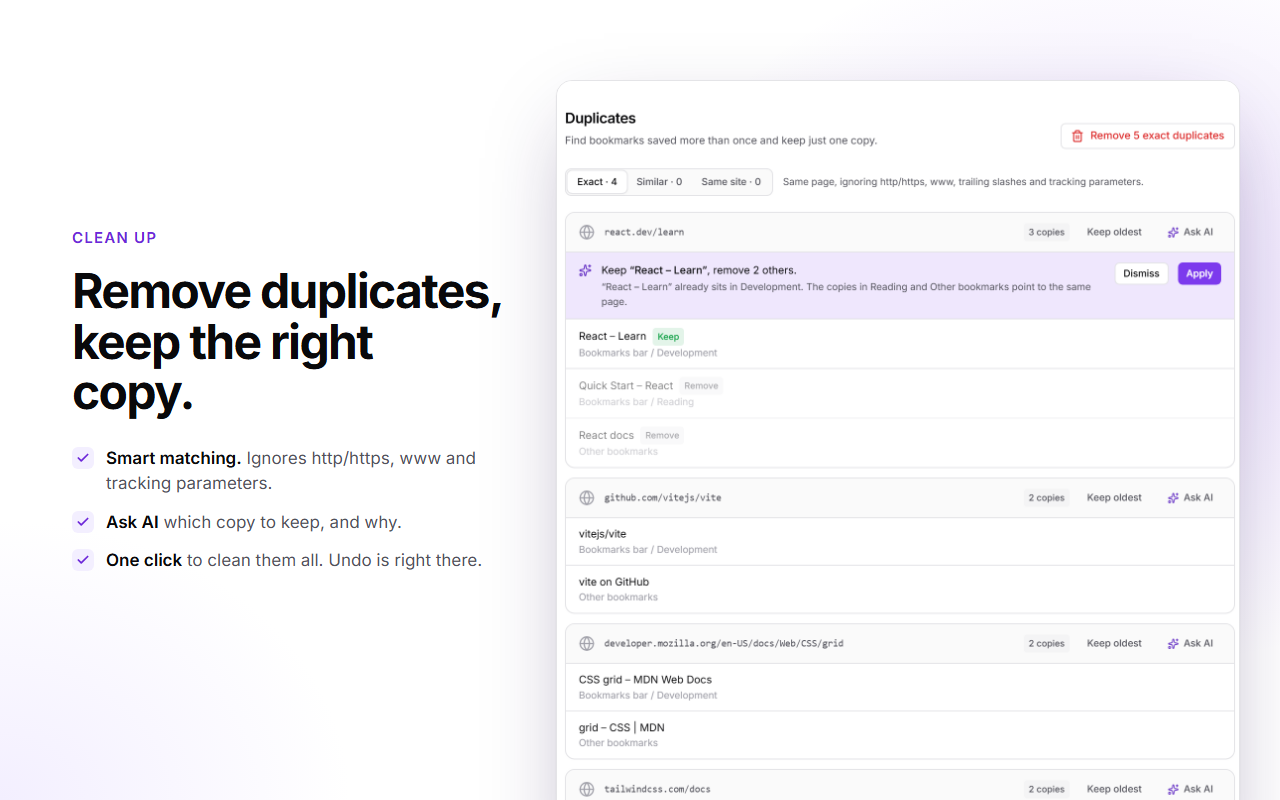 CLEAN UP
Remove duplicates,
keep the right
copy.
Smart matching. Ignores http/https, www and
tracking parameters.
Ask AI which copy to keep, and why.
One click to clean them all. Undo is right there.
Duplicates
Find bookmarks saved more than once and keep just one copy.
Remove 5 exact duplicates
Exact · 4 Similar · 0 Same site · 0 Same page, ignoring http/https, www, trailing slashes and tracking parameters.
react.dev/learn 3 copies Keep oldest Ask AI
Keep “React – Learn”, remove 2 others.
“React – Learn” already sits in Development. The copies in Reading and Other bookmarks point to the same
page.
Dismiss Apply
React – Learn Keep
Bookmarks bar / Development
Quick Start – React Remove
Bookmarks bar / Reading
React docs Remove
Other bookmarks
github.com/vitejs/vite 2 copies Keep oldest Ask AI
vitejs/vite
Bookmarks bar / Development
vite on GitHub
Other bookmarks
developer.mozilla.org/en-US/docs/Web/CSS/grid 2 copies Keep oldest Ask AI
CSS grid – MDN Web Docs
Bookmarks bar / Development
grid – CSS | MDN
Other bookmarks
tailwindcss.com/docs 2 copies Keep oldest Ask AI